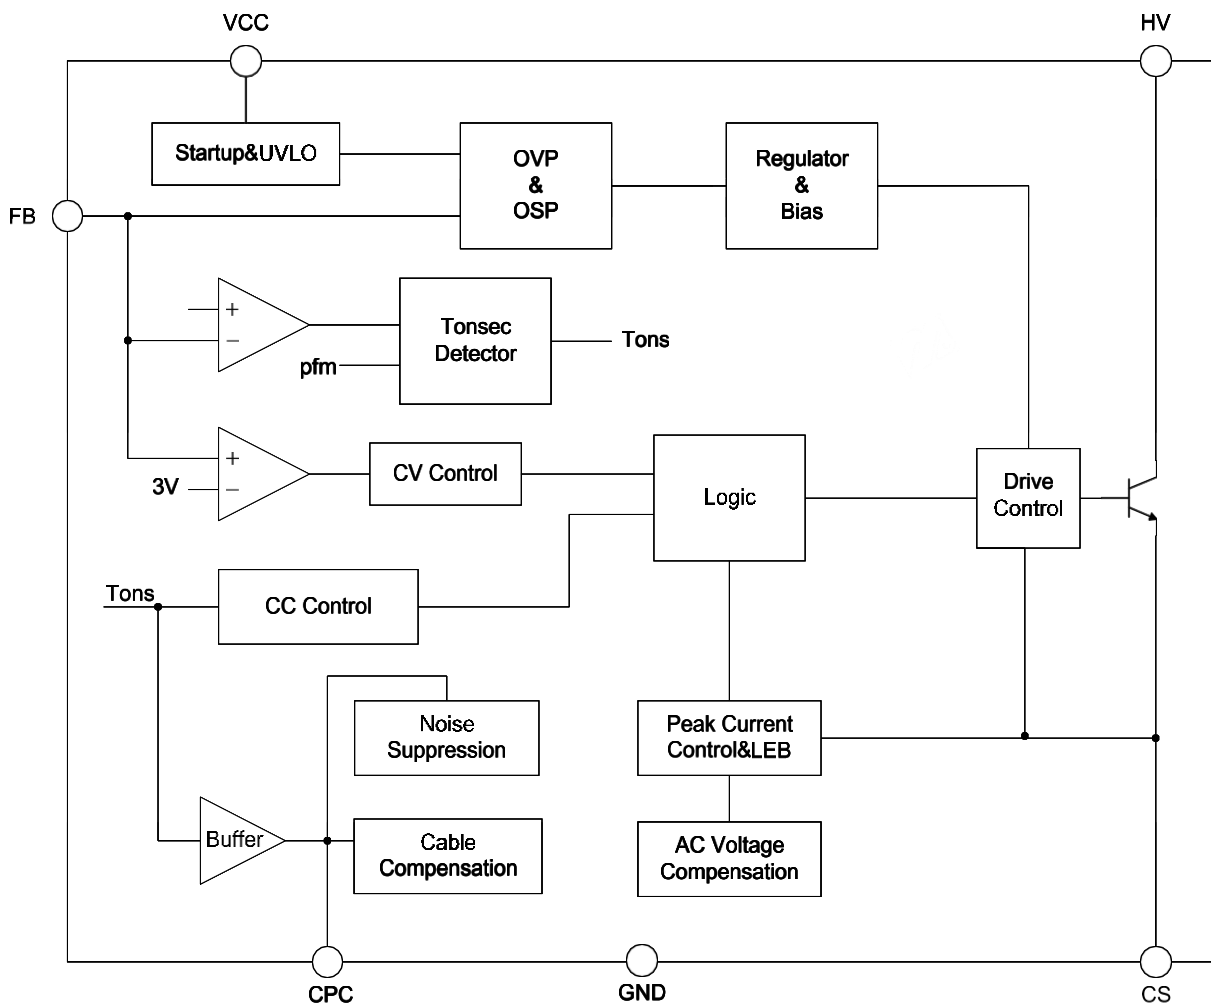 VCC
HV
Startup&UVLO
OVP
&
OSP
Regulator
&
Bias
FB
+
−
Tonsec
Detector
Tons
pfm
+
3V
−
CV Control
Logic
Drive
Control
Tons
CC Control
Noise
Suppression
Peak Current
Control&LEB
Buffer
Cable
Compensation
AC Voltage
Compensation
CPC
GND
CS